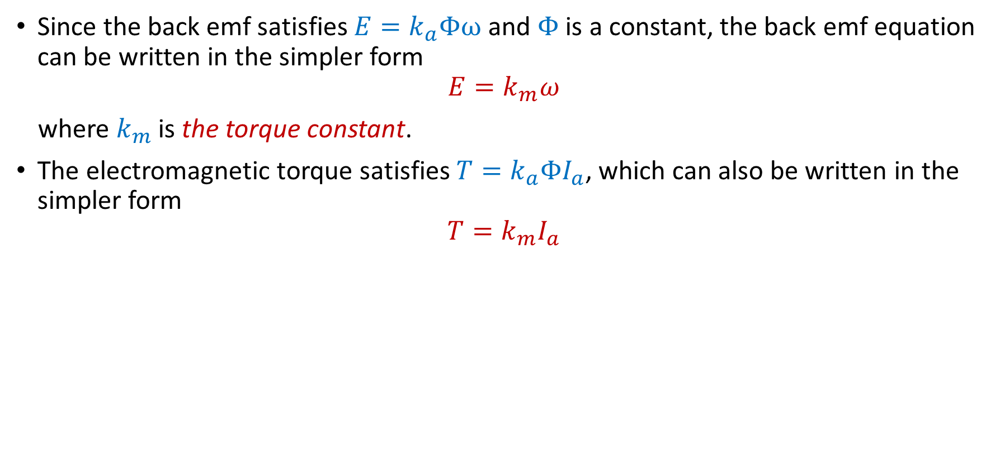 • Since the back emf satisfies $E = k_a\Phi\omega$ and $\Phi$ is a constant, the back emf equation
can be written in the simpler form
$E = k_m\omega$
where $k_m$ is the torque constant.
• The electromagnetic torque satisfies $T = k_a\Phi I_a$, which can also be written in the
simpler form
$T = k_m I_a$